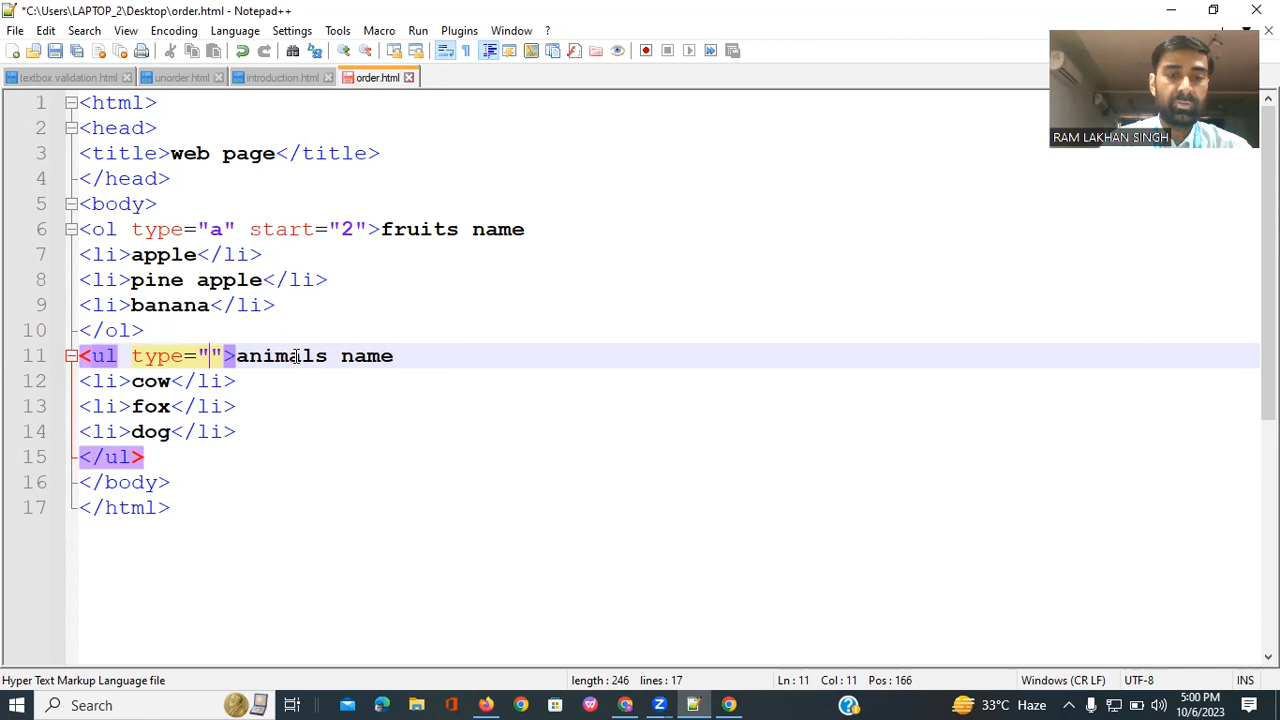 *C:\Users\LAPTOP_2\Desktop\order.html - Notepad++
File Edit Search View Encoding Language Settings Tools Macro Run Plugins Window ?
textbox validation.html unorder.html introduction.html order.html
RAM LAKHAN SINGH
1 <html>
2 <head>
3 <title>web page</title>
4 </head>
5 <body>
6 <ol type="a" start="2">fruits name
7 <li>apple</li>
8 <li>pine apple</li>
9 <li>banana</li>
10 </ol>
11 <ul type="">animals name
12 <li>cow</li>
13 <li>fox</li>
14 <li>dog</li>
15 </ul>
16 </body>
17 </html>
Hyper Text Markup Language file length : 246 lines : 17 Ln : 11 Col : 11 Pos : 166 Windows (CR LF) UTF-8 INS
Search 33°C Haze 5:00 PM
10/6/2023